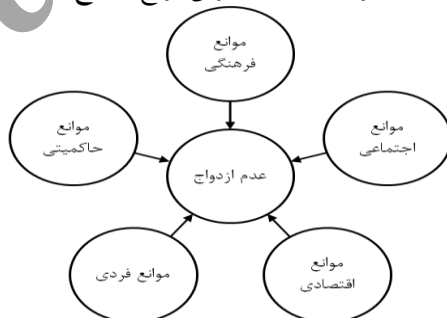 موانع
فرهنگی
موانع
اجتماعی
موانع
حاکمیتی
عدم ازدواج
موانع
اقتصادی
موانع فردی